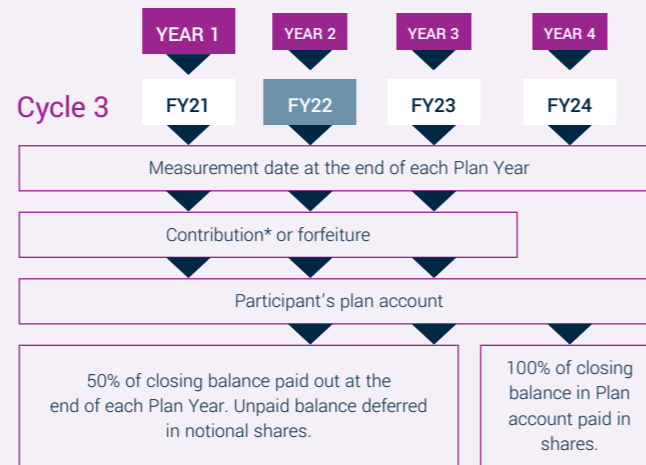 YEAR 1 YEAR 2 YEAR 3 YEAR 4
Cycle 3 FY21 FY22 FY23 FY24
Measurement date at the end of each Plan Year
Contribution* or forfeiture
Participant's plan account
50% of closing balance paid out at the
end of each Plan Year. Unpaid balance deferred
in notional shares.
100% of closing
balance in Plan
account paid in
shares.